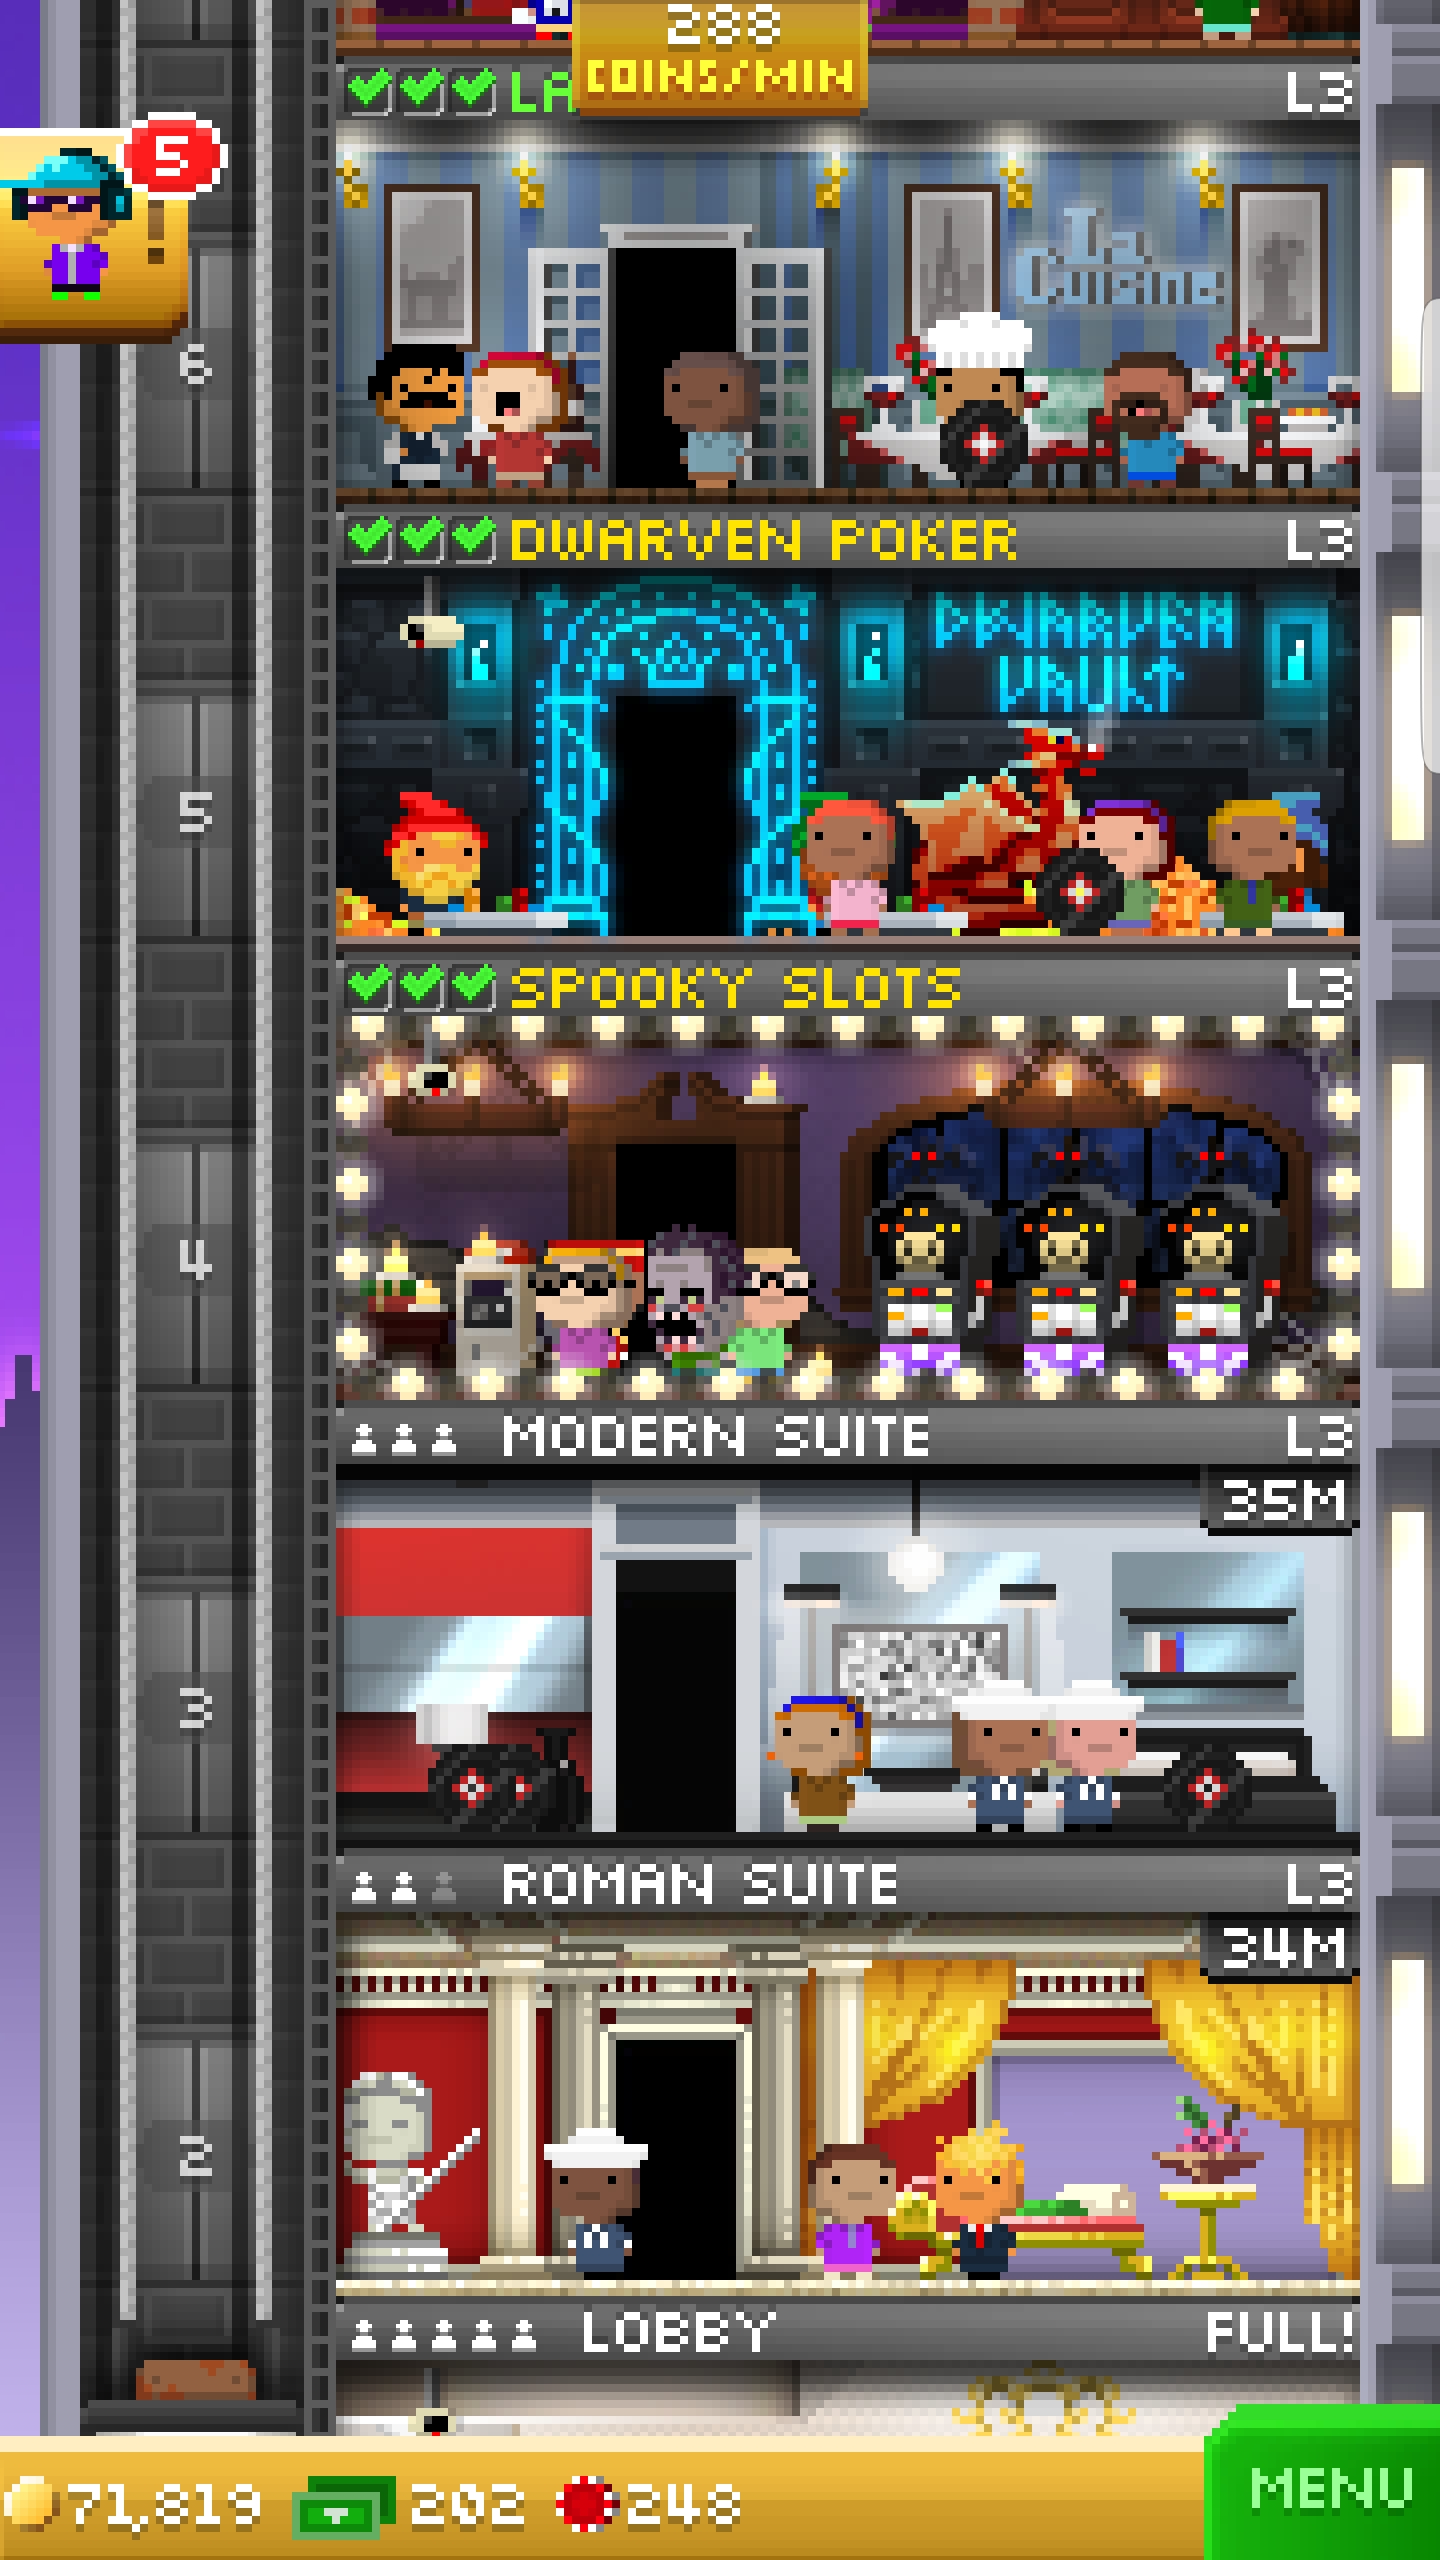 288
COINS/MIN
LA
L3
5
!
La
Cuisine
6
DWARVEN POKER
L3
DWARVEN
VAULT
5
SPOOKY SLOTS
L3
4
MODERN SUITE
L3
35M
3
ROMAN SUITE
L3
34M
2
LOBBY
FULL!
71,819
202
248
MENU